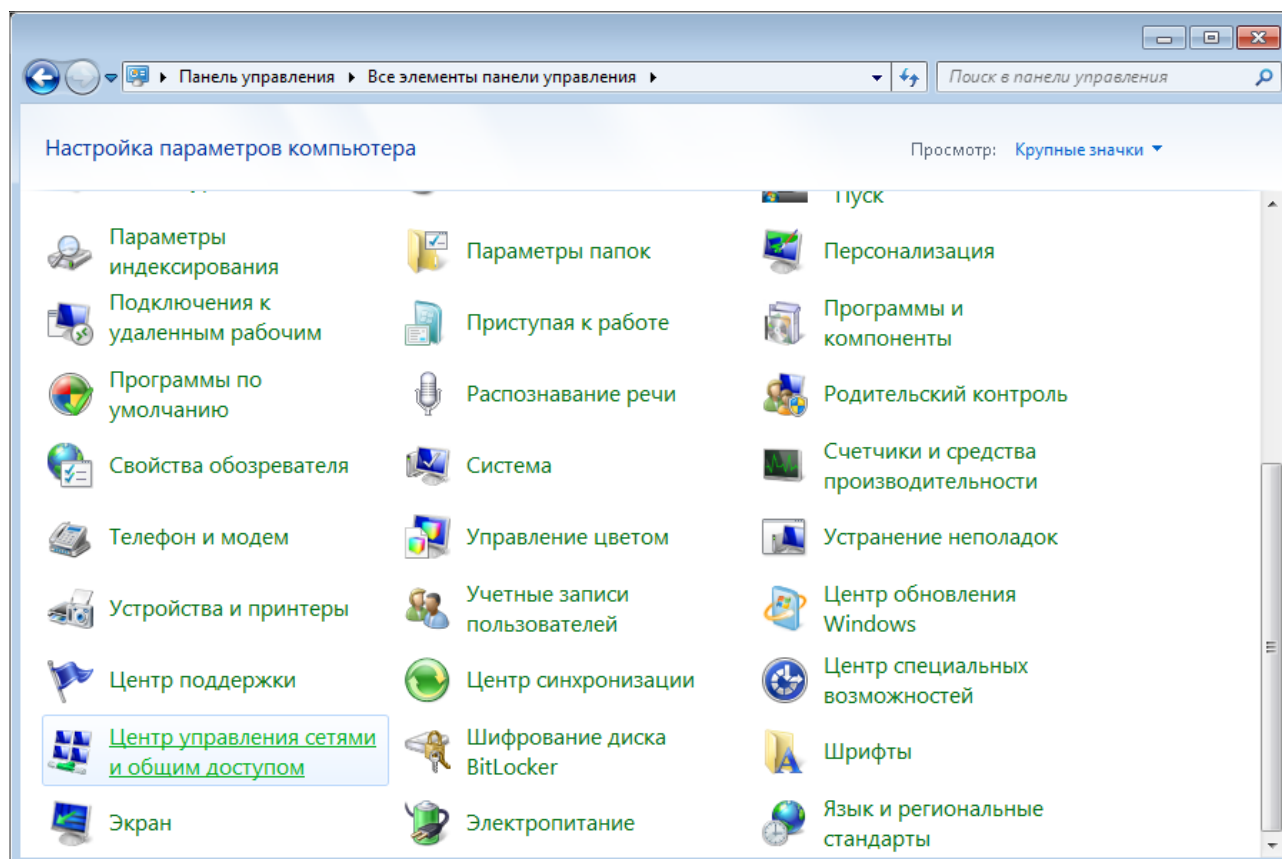 Панель управления ▸ Все элементы панели управления ▸
Поиск в панели управления
Настройка параметров компьютера
Просмотр: Крупные значки
Пуск
Параметры
индексирования
Параметры папок
Персонализация
Подключения к
удаленным рабочим
Приступая к работе
Программы и
компоненты
Программы по
умолчанию
Распознавание речи
Родительский контроль
Свойства обозревателя
Система
Счетчики и средства
производительности
Телефон и модем
Управление цветом
Устранение неполадок
Устройства и принтеры
Учетные записи
пользователей
Центр обновления
Windows
Центр поддержки
Центр синхронизации
Центр специальных
возможностей
Центр управления сетями
и общим доступом
Шифрование диска
BitLocker
Шрифты
Экран
Электропитание
Язык и региональные
стандарты